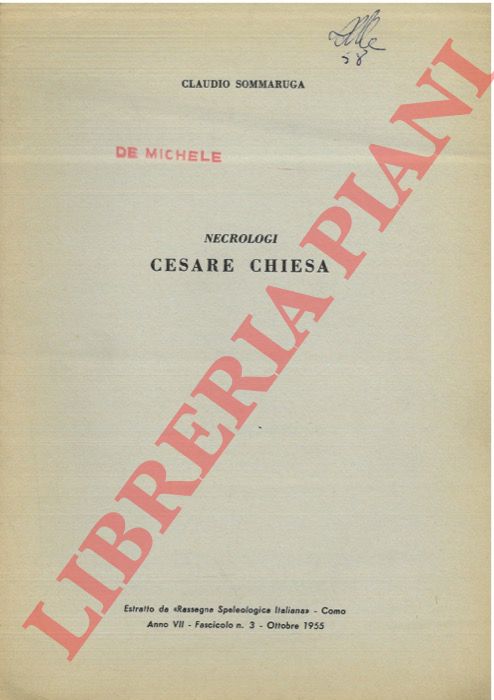 58
CLAUDIO SOMMARUGA
DE MICHELE
NECROLOGI
CESARE CHIESA
LIBRERIA PIANI
Estratto da «Rassegna Speleologica Italiana» - Como
Anno VII - Fascicolo n. 3 - Ottobre 1955